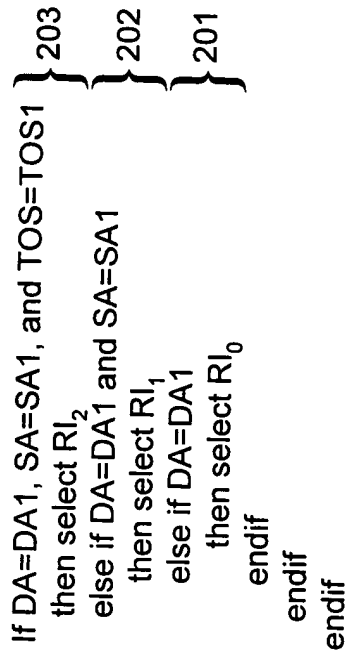 If DA=DA1, SA=SA1, and TOS=TOS1
then select RI₂
} 203
else if DA=DA1 and SA=SA1
then select RI₁
} 202
else if DA=DA1
then select RI₀
} 201
endif
endif
endif